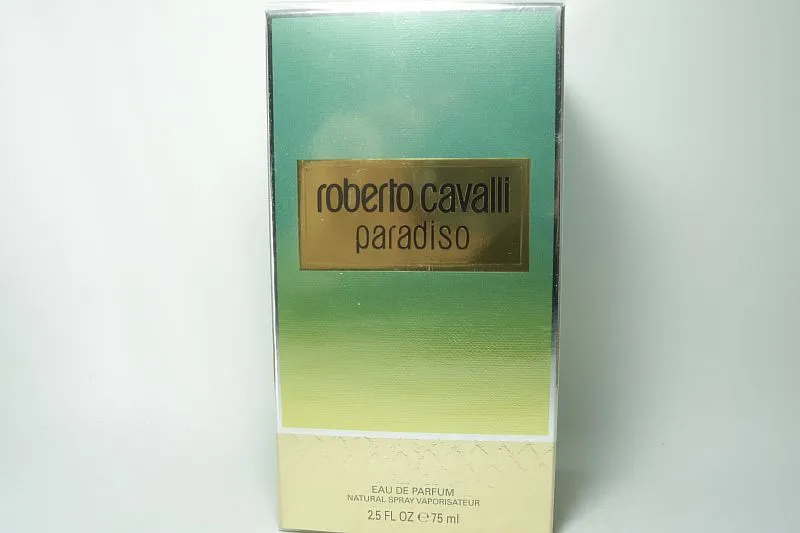 roberto cavalli
paradiso
EAU DE PARFUM
NATURAL SPRAY VAPORISATEUR
2.5 FL OZ ℮ 75 ml